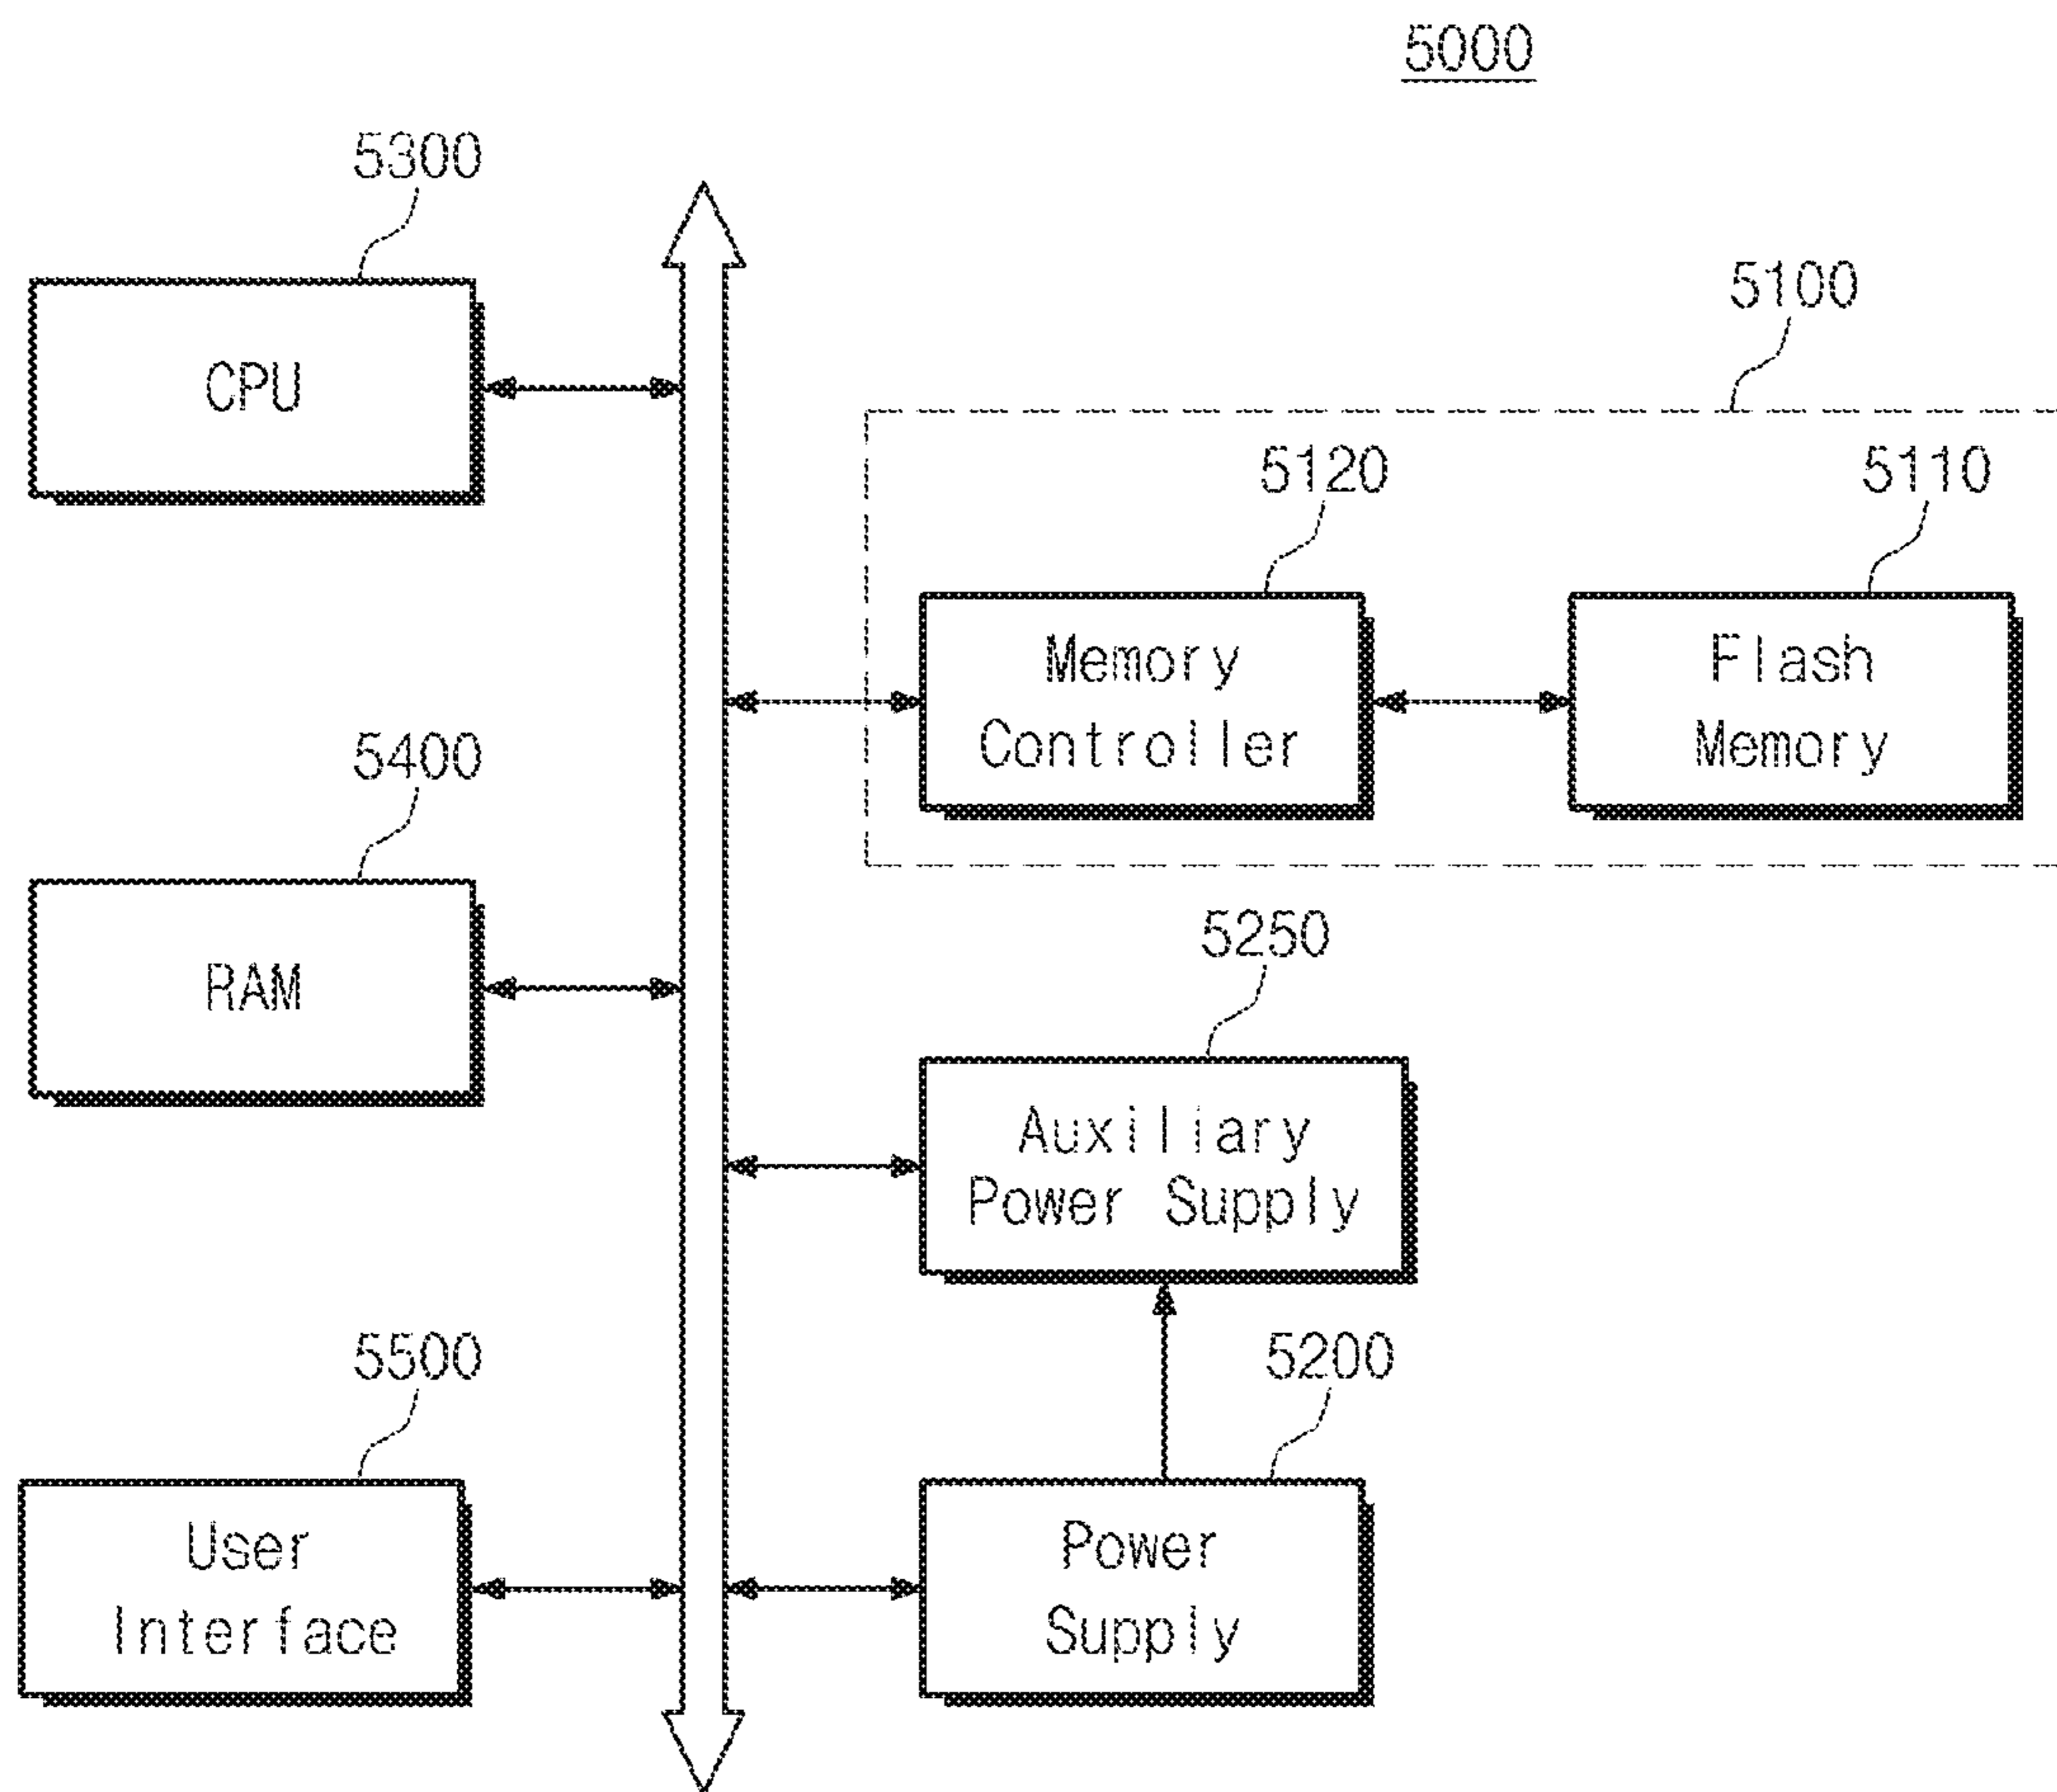 5000
5300
CPU
5100
5120
5110
Memory
Controller
Flash
Memory
5400
RAM
5250
Auxiliary
Power Supply
5500
User
Interface
5200
Power
Supply